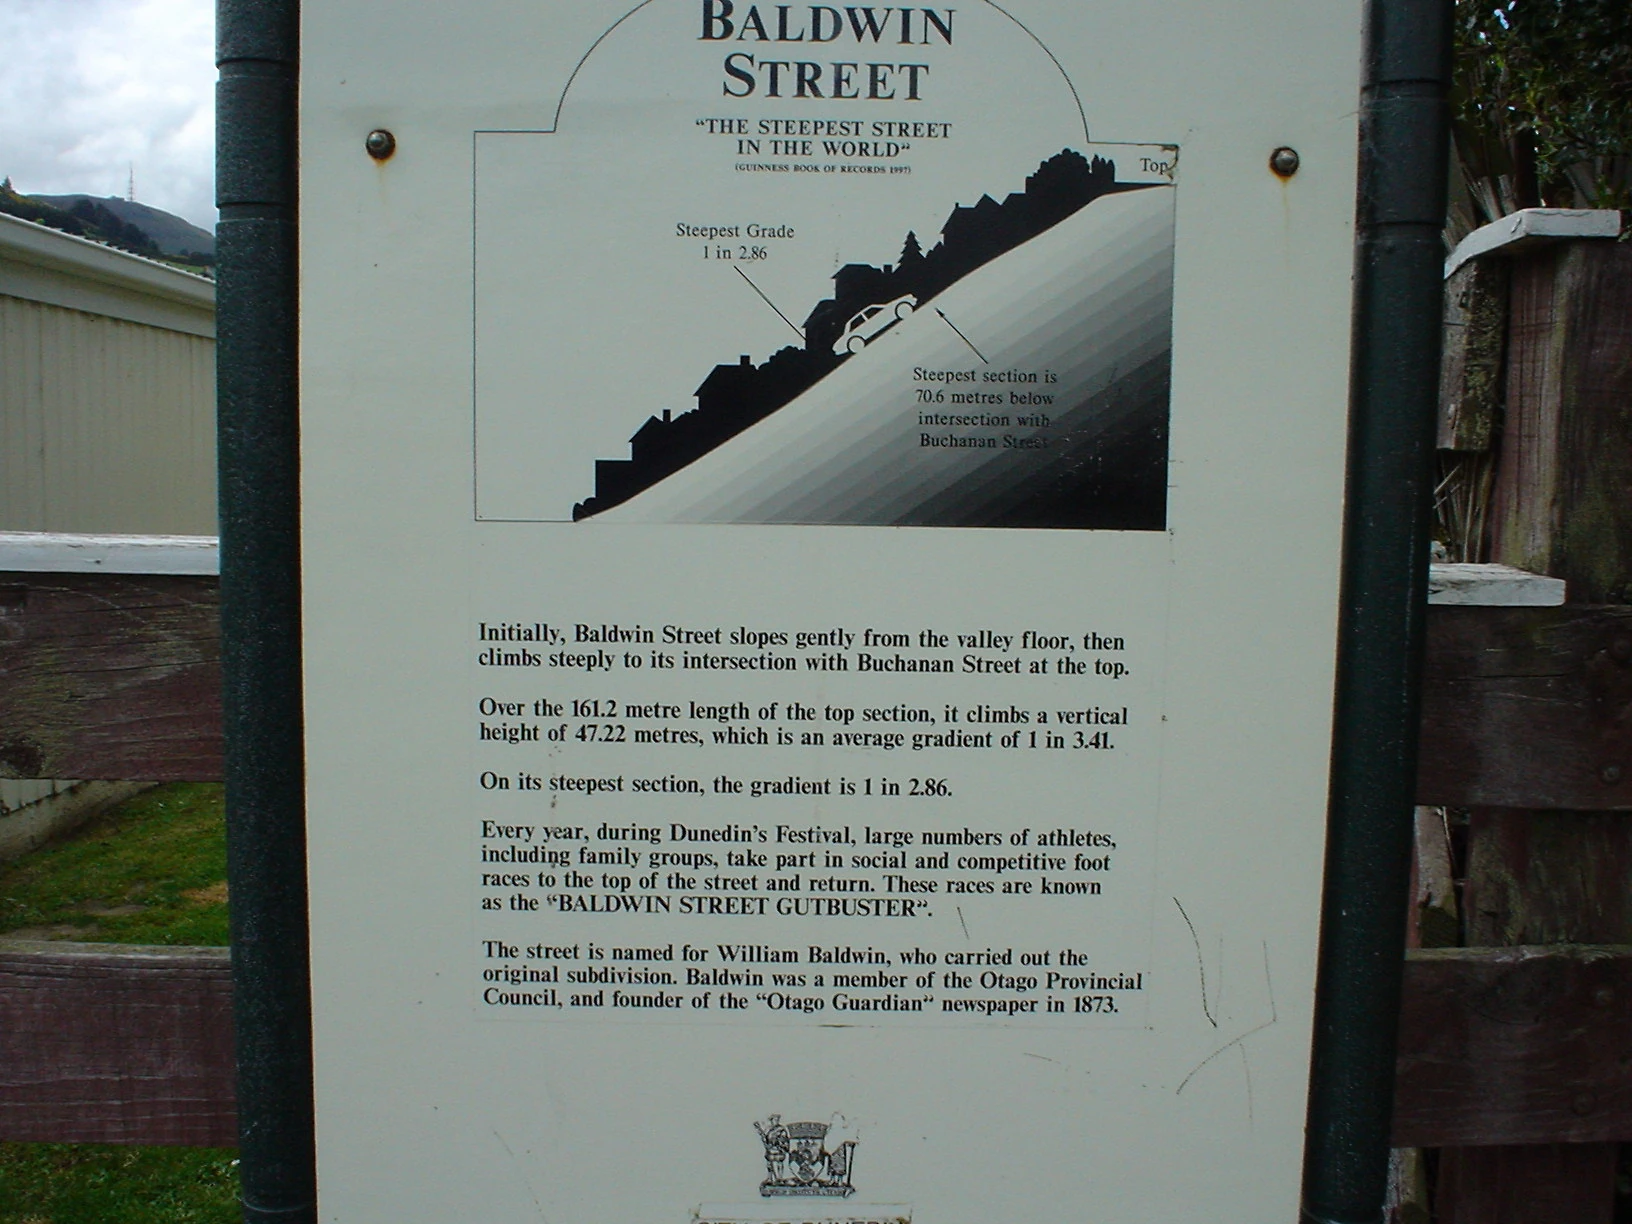 BALDWIN
STREET
"THE STEEPEST STREET
IN THE WORLD"
(GUINNESS BOOK OF RECORDS 1997)
Top
Steepest Grade
1 in 2.86
Steepest section is
70.6 metres below
intersection with
Buchanan Street
Initially, Baldwin Street slopes gently from the valley floor, then
climbs steeply to its intersection with Buchanan Street at the top.
Over the 161.2 metre length of the top section, it climbs a vertical
height of 47.22 metres, which is an average gradient of 1 in 3.41.
On its steepest section, the gradient is 1 in 2.86.
Every year, during Dunedin's Festival, large numbers of athletes,
including family groups, take part in social and competitive foot
races to the top of the street and return. These races are known
as the "BALDWIN STREET GUTBUSTER".
The street is named for William Baldwin, who carried out the
original subdivision. Baldwin was a member of the Otago Provincial
Council, and founder of the "Otago Guardian" newspaper in 1873.
CITY OF DUNEDIN